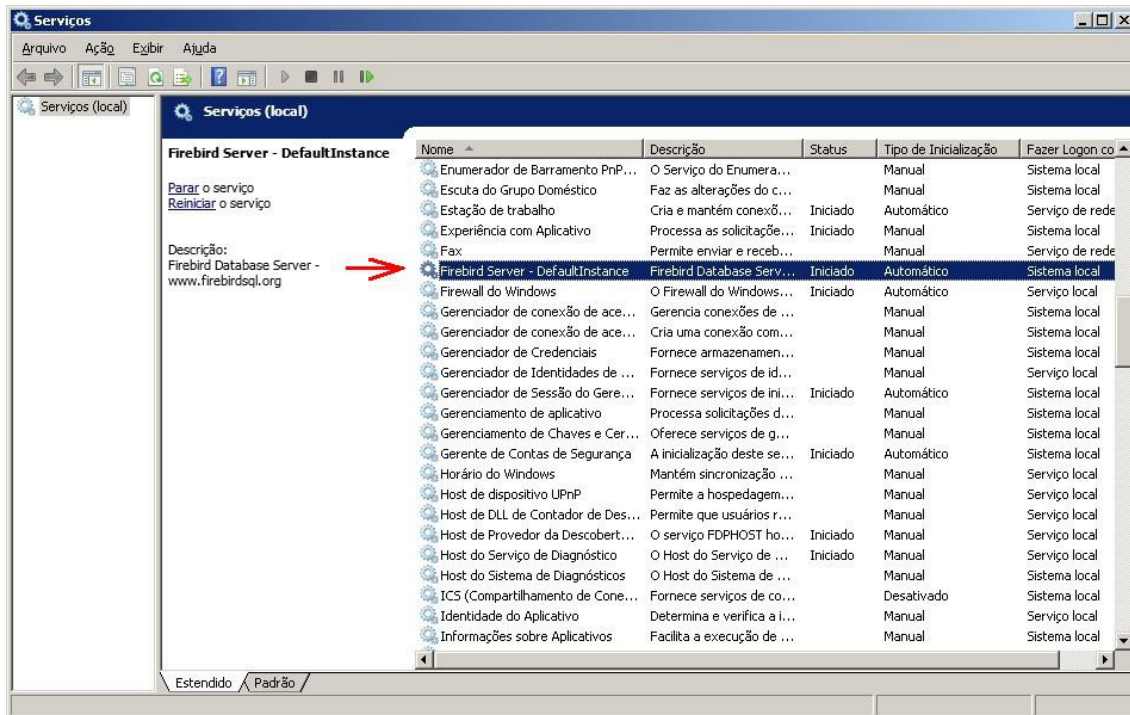 Serviços
Arquivo Ação Exibir Ajuda
Serviços (local)
Serviços (local)
Firebird Server - DefaultInstance
Parar o serviço
Reiniciar o serviço
Descrição:
Firebird Database Server -
www.firebirdsql.org
Nome Descrição Status Tipo de Inicialização Fazer Logon co
Enumerador de Barramento PnP... O Serviço do Enumera... Manual Sistema local
Escuta do Grupo Doméstico Faz as alterações do c... Manual Sistema local
Estação de trabalho Cria e mantém conexõ... Iniciado Automático Serviço de rede
Experiência com Aplicativo Processa as solicitaçõe... Iniciado Manual Sistema local
Fax Permite enviar e receb... Manual Serviço de rede
Firebird Server - DefaultInstance Firebird Database Serv... Iniciado Automático Sistema local
Firewall do Windows O Firewall do Windows... Iniciado Automático Serviço local
Gerenciador de conexão de ace... Gerencia conexões de ... Manual Sistema local
Gerenciador de conexão de ace... Cria uma conexão com... Manual Sistema local
Gerenciador de Credenciais Fornece armazenamen... Manual Sistema local
Gerenciador de Identidades de ... Fornece serviços de id... Manual Serviço local
Gerenciador de Sessão do Gere... Fornece serviços de ini... Iniciado Automático Sistema local
Gerenciamento de aplicativo Processa solicitações d... Manual Sistema local
Gerenciamento de Chaves e Cer... Oferece serviços de g... Manual Sistema local
Gerente de Contas de Segurança A inicialização deste se... Iniciado Automático Sistema local
Horário do Windows Mantém sincronização ... Manual Serviço local
Host de dispositivo UPnP Permite a hospedagem... Manual Serviço local
Host de DLL de Contador de Des... Permite que usuários r... Manual Serviço local
Host de Provedor da Descobert... O serviço FDPHOST ho... Iniciado Manual Serviço local
Host do Serviço de Diagnóstico O Host do Serviço de ... Iniciado Manual Serviço local
Host do Sistema de Diagnósticos O Host do Sistema de ... Manual Sistema local
ICS (Compartilhamento de Cone... Fornece serviços de co... Desativado Sistema local
Identidade do Aplicativo Determina e verifica a i... Manual Serviço local
Informações sobre Aplicativos Facilita a execução de ... Manual Sistema local
Estendido Padrão